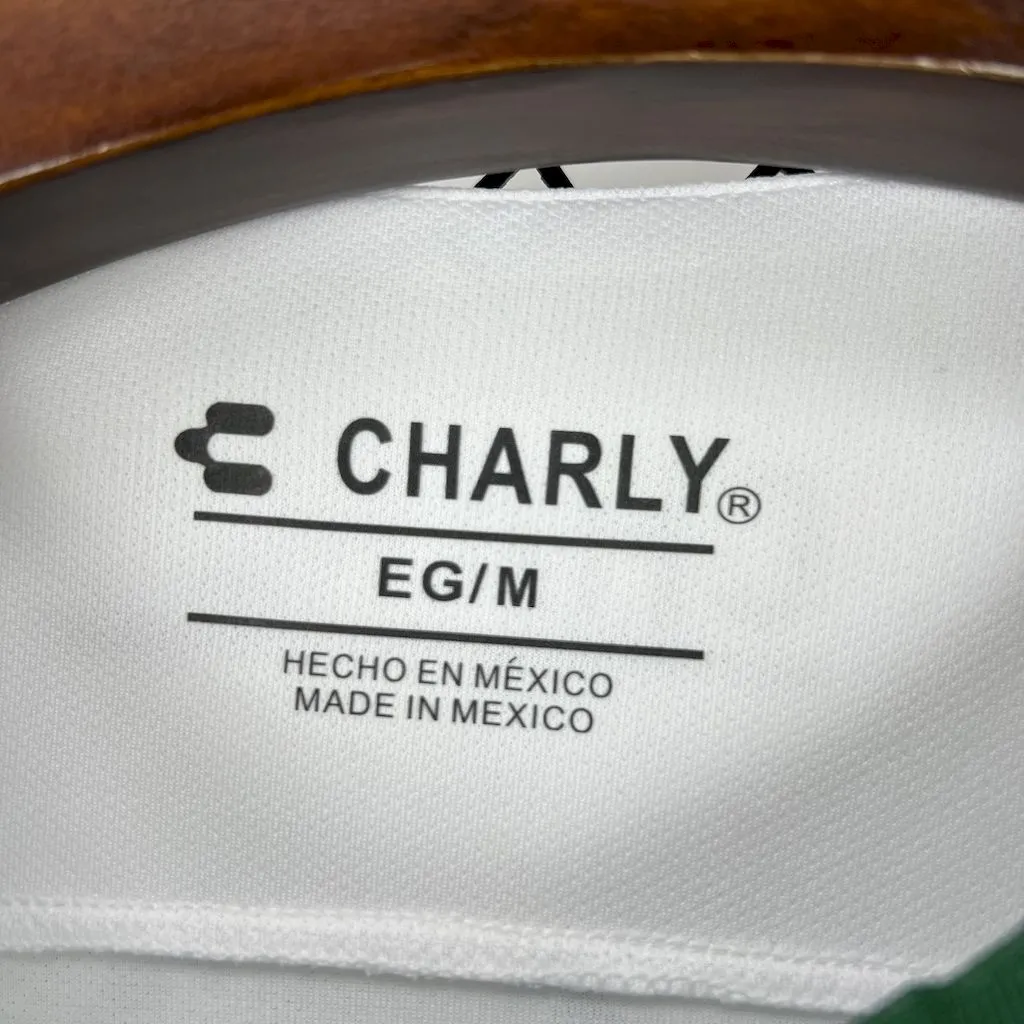 CHARLY®
EG/M
HECHO EN MÉXICO
MADE IN MEXICO